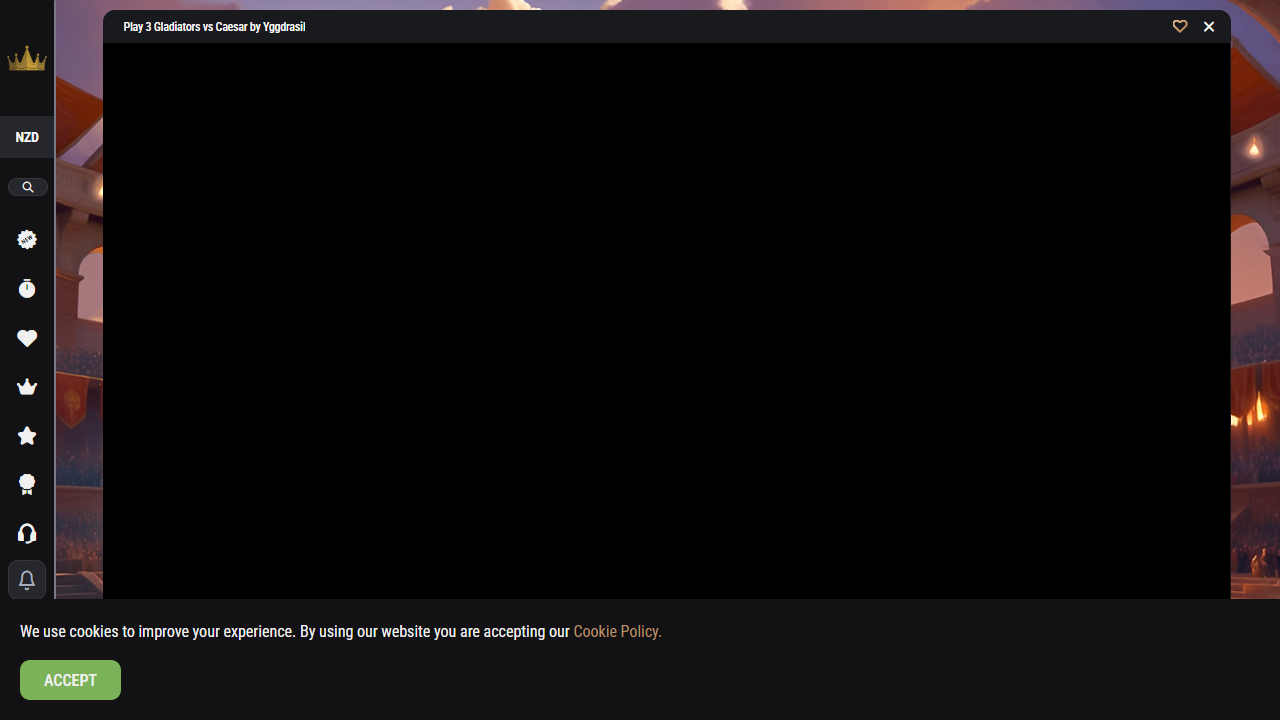 Play 3 Gladiators vs Caesar by Yggdrasil
NZD
NEW
We use cookies to improve your experience. By using our website you are accepting our Cookie Policy.
ACCEPT